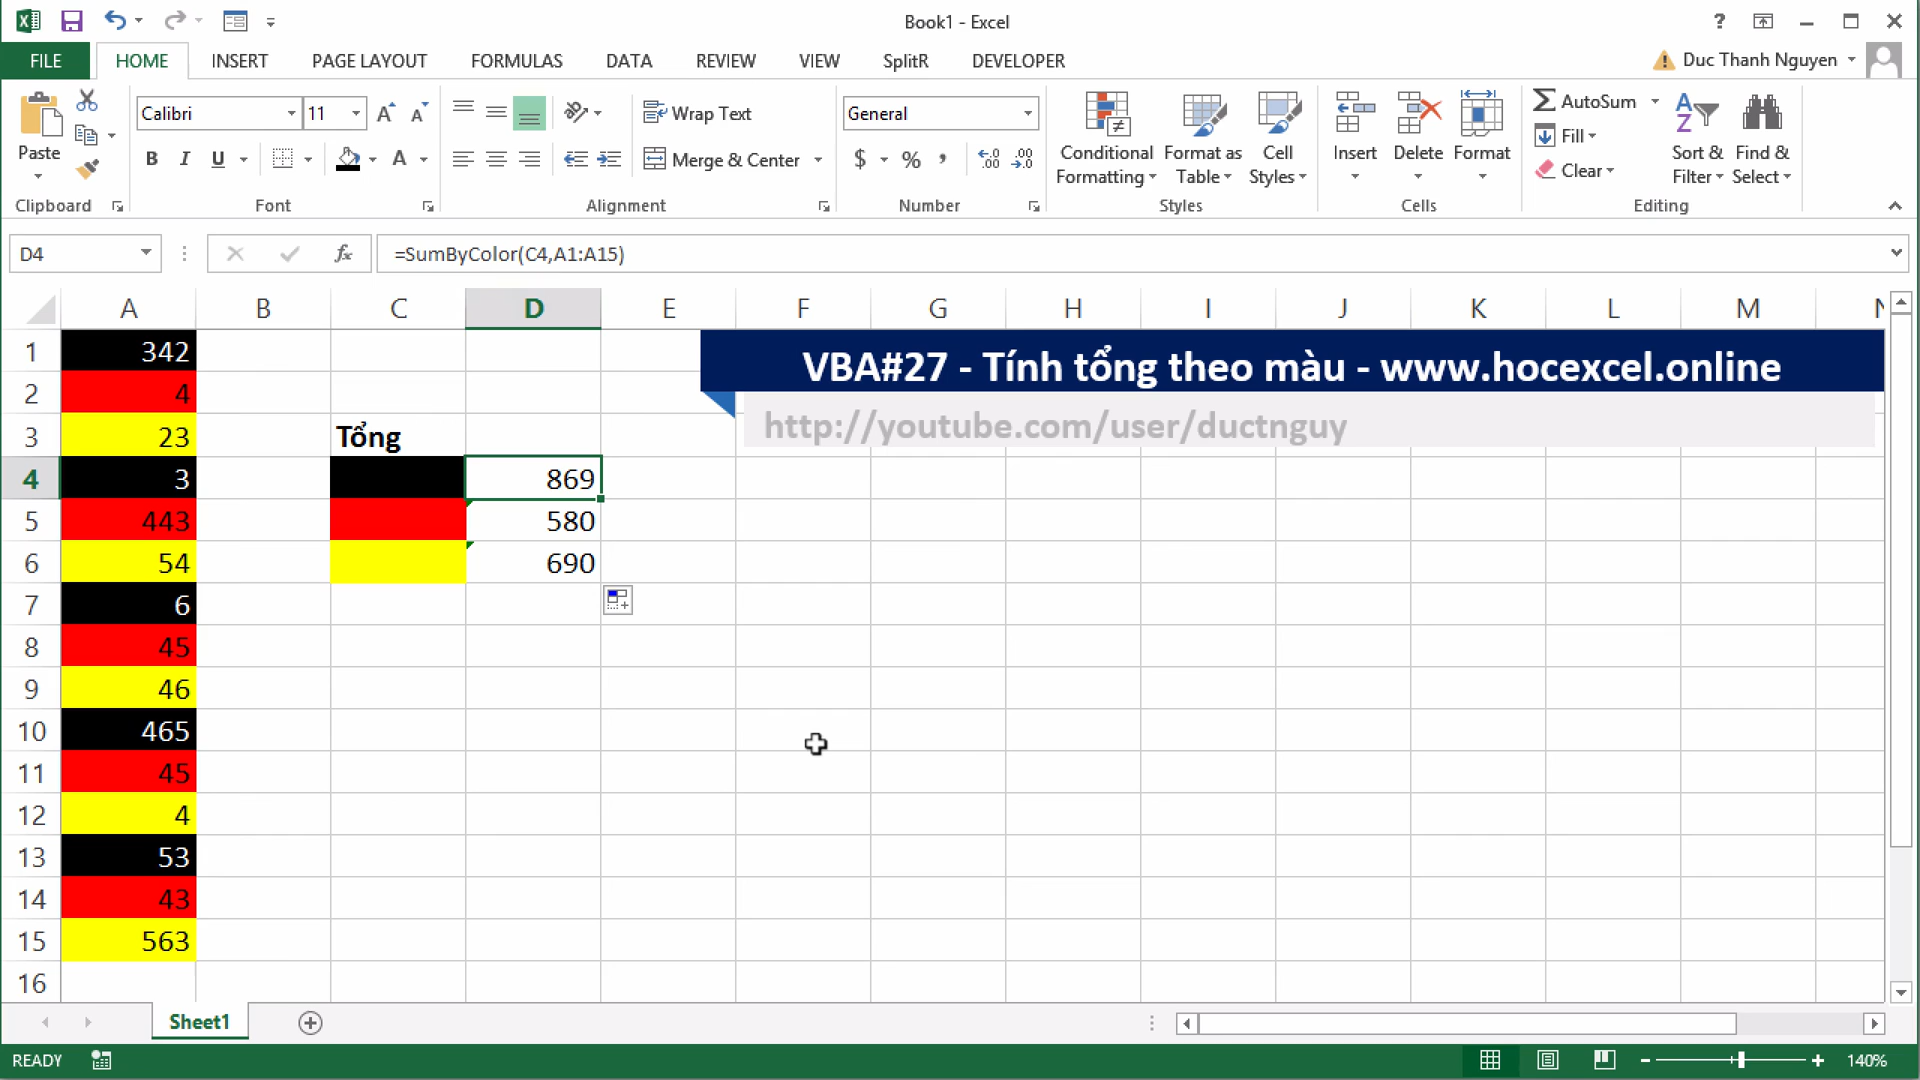 Book1 - Excel
FILE HOME INSERT PAGE LAYOUT FORMULAS DATA REVIEW VIEW SplitR DEVELOPER Duc Thanh Nguyen
Calibri 11 Wrap Text General AutoSum
Fill
Paste B I U Merge & Center $ % Conditional Formatting Format as Table Cell Styles Insert Delete Format Clear Sort & Filter Find & Select
Clipboard Font Alignment Number Styles Cells Editing
D4 fx =SumByColor(C4,A1:A15)
A B C D E F G H I J K L M N
1 342
VBA#27 - Tính tổng theo màu - www.hocexcel.online
2 4
3 23 Tổng
http://youtube.com/user/ductnguy
4 3 869
5 443 580
6 54 690
7 6
8 45
9 46
10 465
11 45
12 4
13 53
14 43
15 563
16
Sheet1
READY 140%